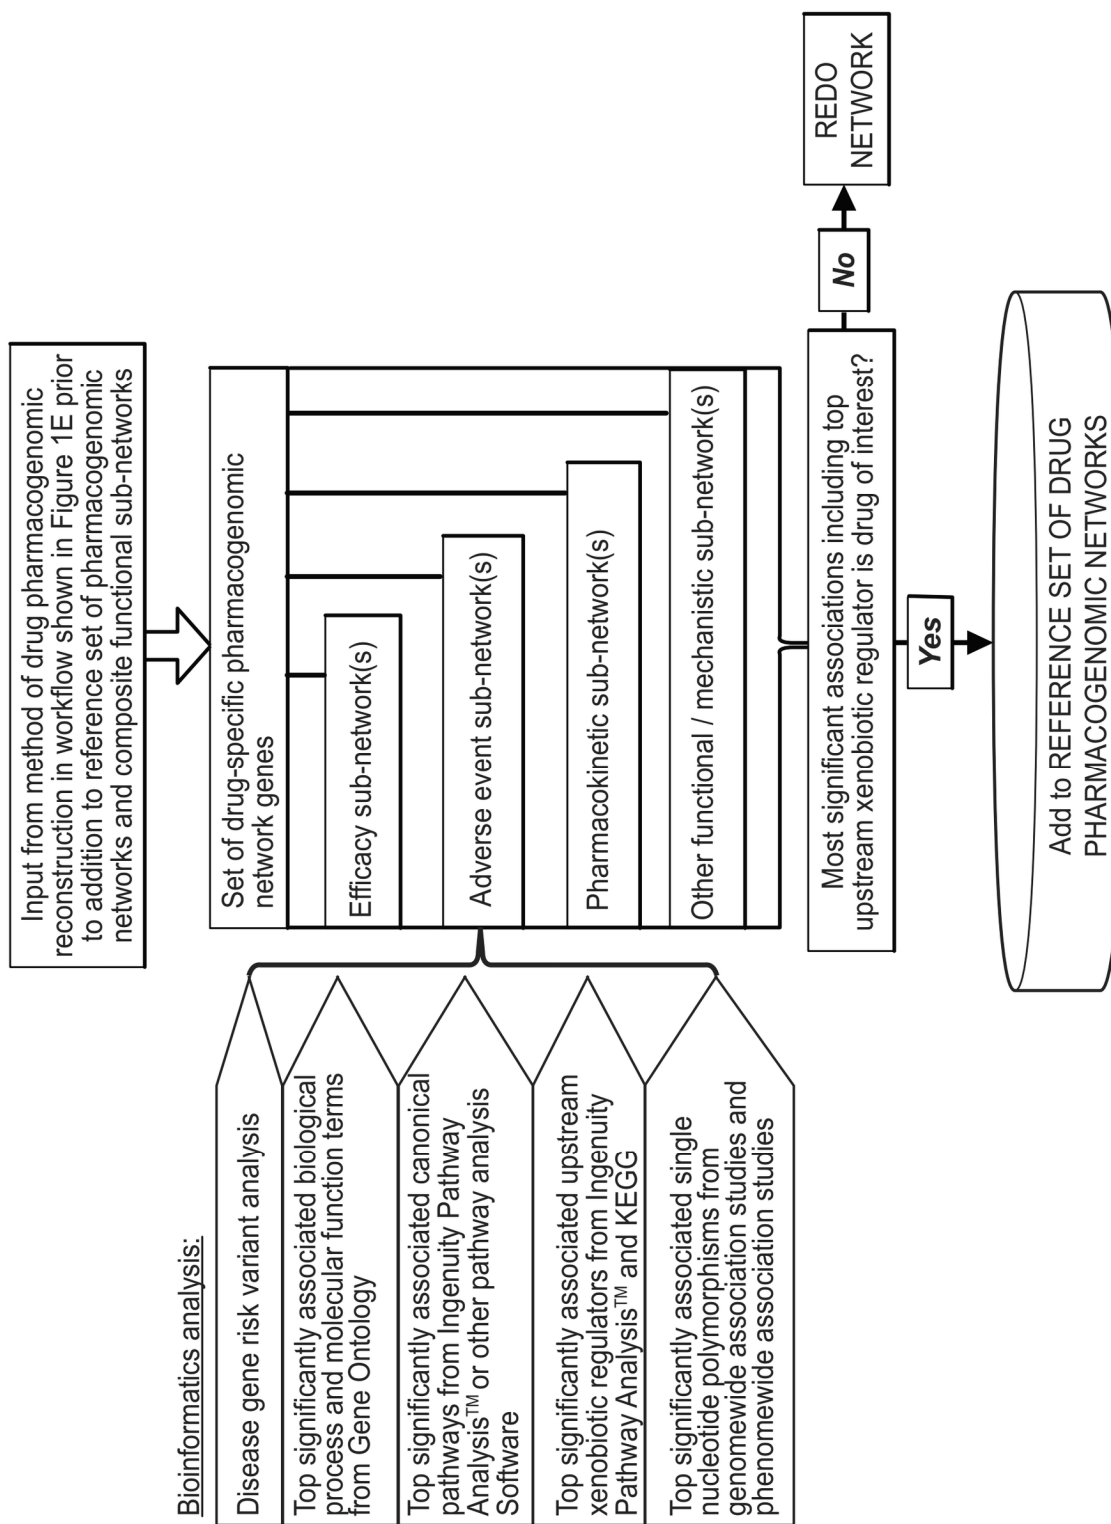 Input from method of drug pharmacogenomic
reconstruction in workflow shown in Figure 1E prior
to addition to reference set of pharmacogenomic
networks and composite functional sub-networks
Bioinformatics analysis:
Disease gene risk variant analysis
Top significantly associated biological
process and molecular function terms
from Gene Ontology
Top significantly associated canonical
pathways from Ingenuity Pathway
Analysis™ or other pathway analysis
Software
Top significantly associated upstream
xenobiotic regulators from Ingenuity
Pathway Analysis™ and KEGG
Top significantly associated single
nucleotide polymorphisms from
genomewide association studies and
phenomewide association studies
Set of drug-specific pharmacogenomic
network genes
Efficacy sub-network(s)
Adverse event sub-network(s)
Pharmacokinetic sub-network(s)
Other functional / mechanistic sub-network(s)
Most significant associations including top
upstream xenobiotic regulator is drug of interest?
No
REDO
NETWORK
Yes
Add to REFERENCE SET OF DRUG
PHARMACOGENOMIC NETWORKS